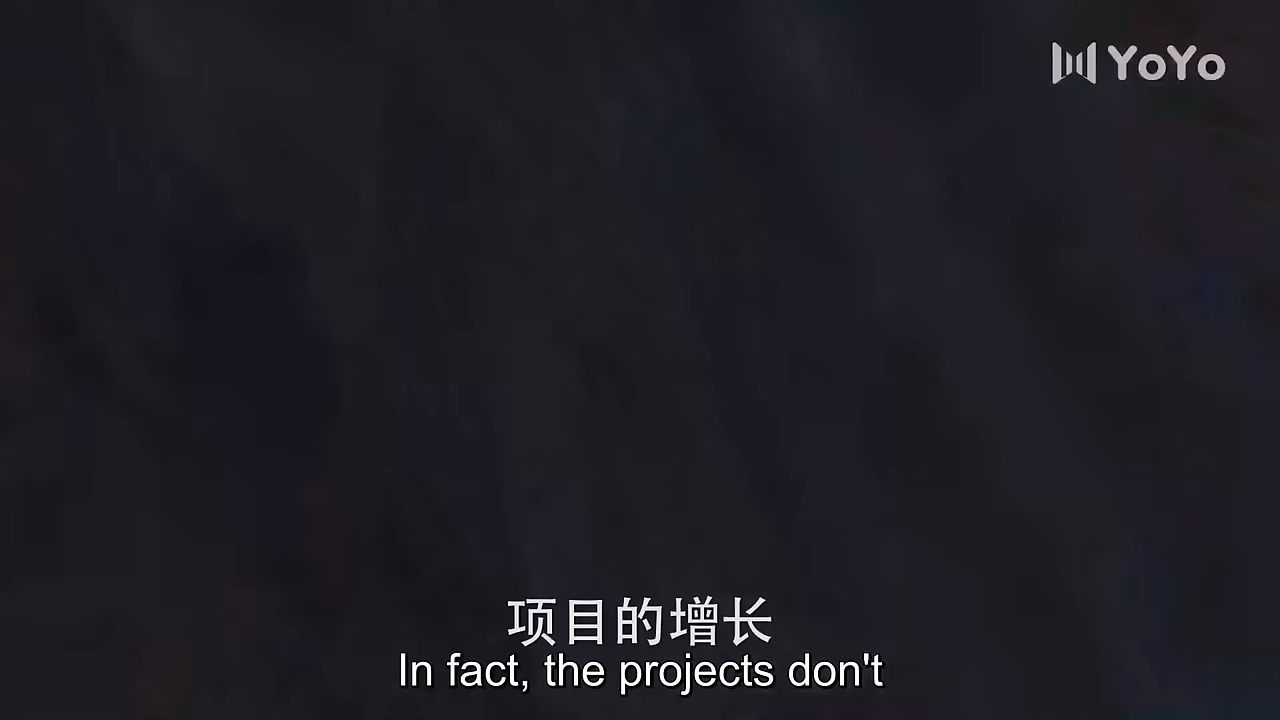 YoYo
项目的增长
In fact, the projects don't